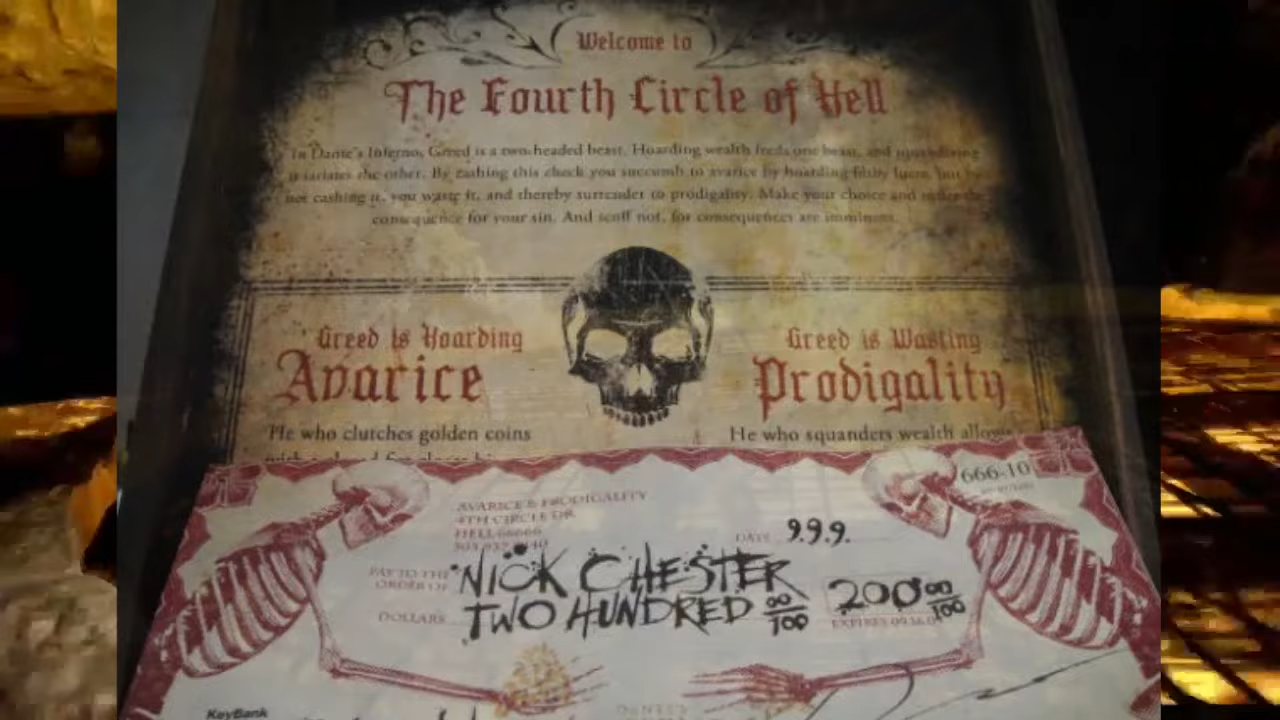 Welcome to
The Fourth Circle of Hell
In Dante's Inferno, Greed is a two-headed beast. Hoarding wealth feeds one beast, and squandering
satiates the other. By cashing this check you succumb to avarice by hoarding filthy lucre, but by
not cashing it, you waste it, and thereby surrender to prodigality. Make your choice and suffer the
consequence for your sin. And scoff not, for consequences are imminent.
Greed is Hoarding
Greed is Wasting
Avarice
Prodigality
He who clutches golden coins
He who squanders wealth allows
666-10
AVARICE & PRODIGALITY
4TH CIRCLE DR.
HELL 66666
DATE 9.9.9.
PAY TO THE
ORDER OF NICK CHESTER
DOLLARS TWO HUNDRED 00/100
200 00/100
EXPIRES
KeyBank